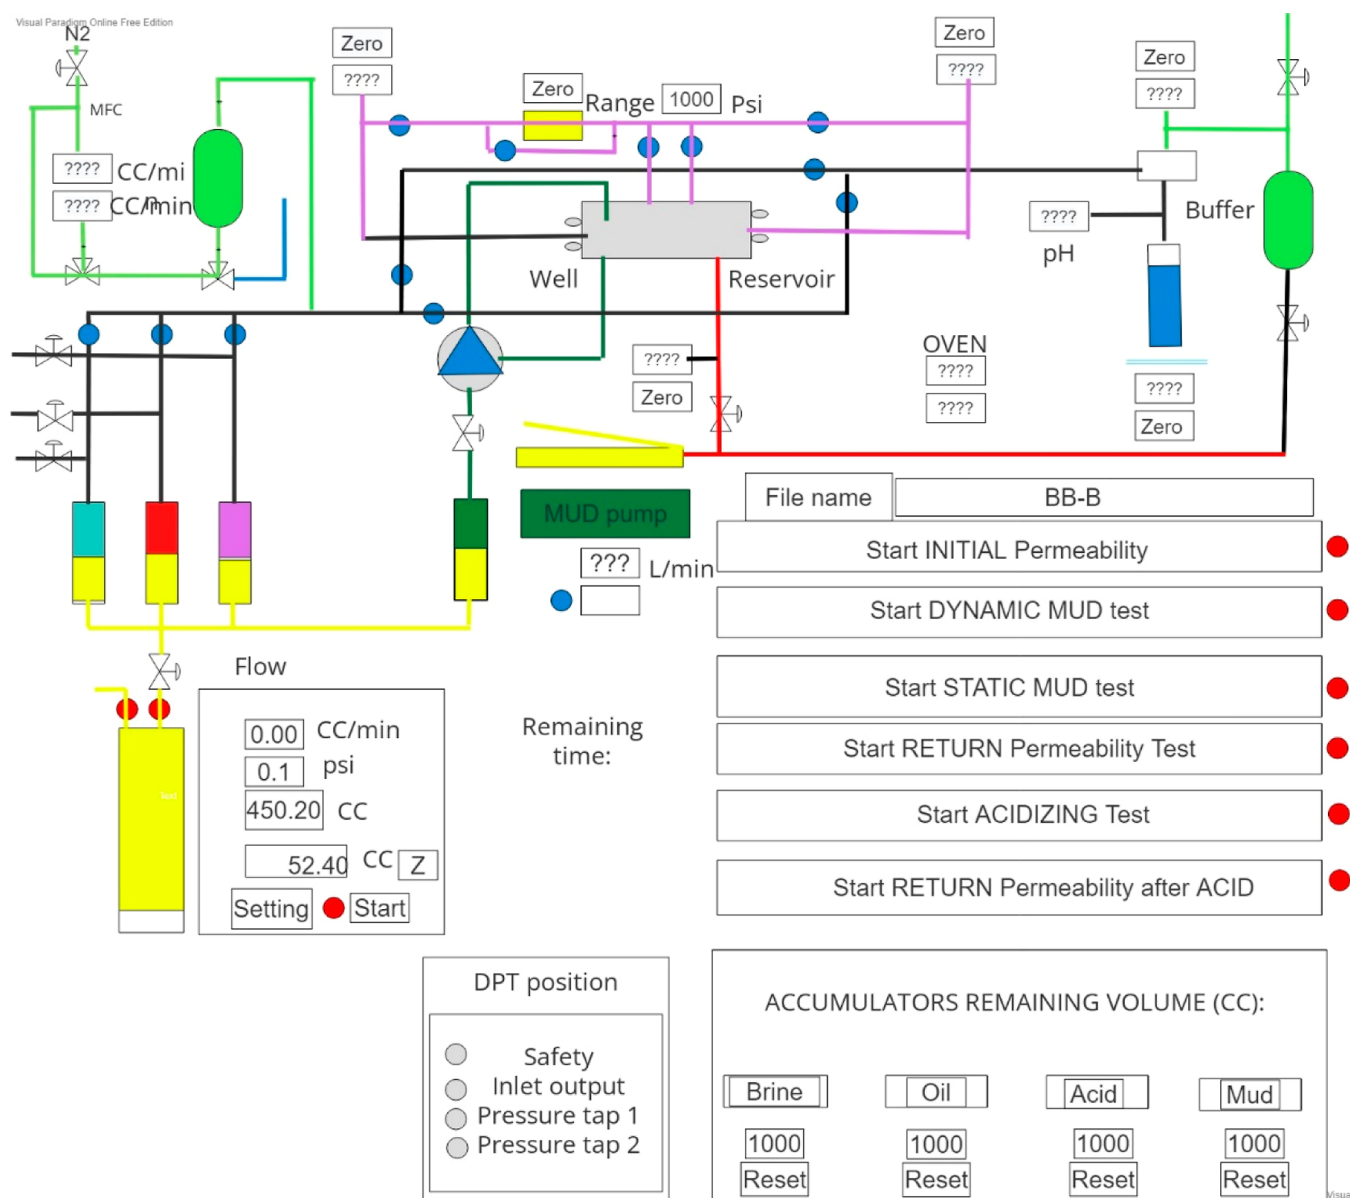 Visual Paradigm Online Free Edition
N2
MFC
????
CC/mi
n
????
CC/min
Zero
????
Zero
Range
1000
Psi
Zero
????
Zero
????
????
pH
Buffer
Well
Reservoir
????
Zero
OVEN
????
????
????
Zero
MUD pump
???
L/min
File name
BB-B
Start INITIAL Permeability
Start DYNAMIC MUD test
Start STATIC MUD test
Start RETURN Permeability Test
Start ACIDIZING Test
Start RETURN Permeability after ACID
Flow
0.00
CC/min
0.1
psi
450.20
CC
52.40
CC
Z
Setting
Start
Text
Remaining
time:
DPT position
Safety
Inlet output
Pressure tap 1
Pressure tap 2
ACCUMULATORS REMAINING VOLUME (CC):
Brine
Oil
Acid
Mud
1000
1000
1000
1000
Reset
Reset
Reset
Reset
Visual